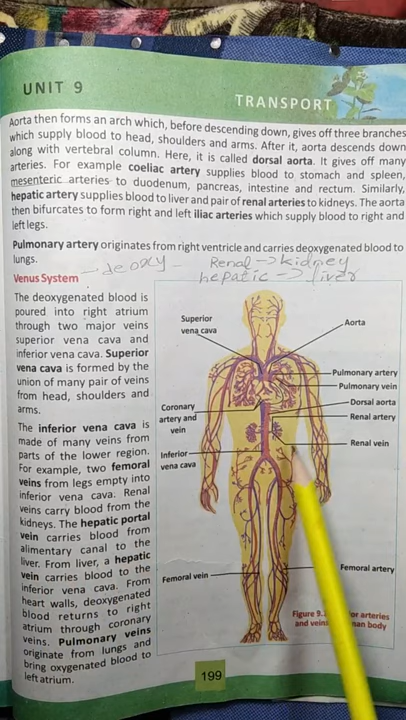 UNIT 9
TRANSPORT
Aorta then forms an arch which, before descending down, gives off three branches
which supply blood to head, shoulders and arms. After it, aorta descends down
along with vertebral column. Here, it is called dorsal aorta. It gives off many
arteries. For example coeliac artery supplies blood to stomach and spleen,
mesenteric arteries to duodenum, pancreas, intestine and rectum. Similarly,
hepatic artery supplies blood to liver and pair of renal arteries to kidneys. The aorta
then bifurcates to form right and left iliac arteries which supply blood to right and
left legs.
Pulmonary artery originates from right ventricle and carries deoxygenated blood to
lungs.
deoxy
Renal -> kidney
hepatic -> liver
Venus System
The deoxygenated blood is
poured into right atrium
through two major veins
superior vena cava and
inferior vena cava. Superior
vena cava is formed by the
union of many pair of veins
from head, shoulders and
arms.
The inferior vena cava is
made of many veins from
parts of the lower region.
For example, two femoral
veins from legs empty into
inferior vena cava. Renal
veins carry blood from the
kidneys. The hepatic portal
vein carries blood from
alimentary canal to the
liver. From liver, a hepatic
vein carries blood to the
inferior vena cava. From
heart walls, deoxygenated
blood returns to right
atrium through coronary
veins. Pulmonary veins
originate from lungs and
bring oxygenated blood to
left atrium.
Superior
vena cava
Aorta
Pulmonary artery
Pulmonary vein
Dorsal aorta
Coronary
artery and
vein
Renal artery
Renal vein
Inferior
vena cava
Femoral vein
Femoral artery
Figure 9. or arteries
and veins man body
199